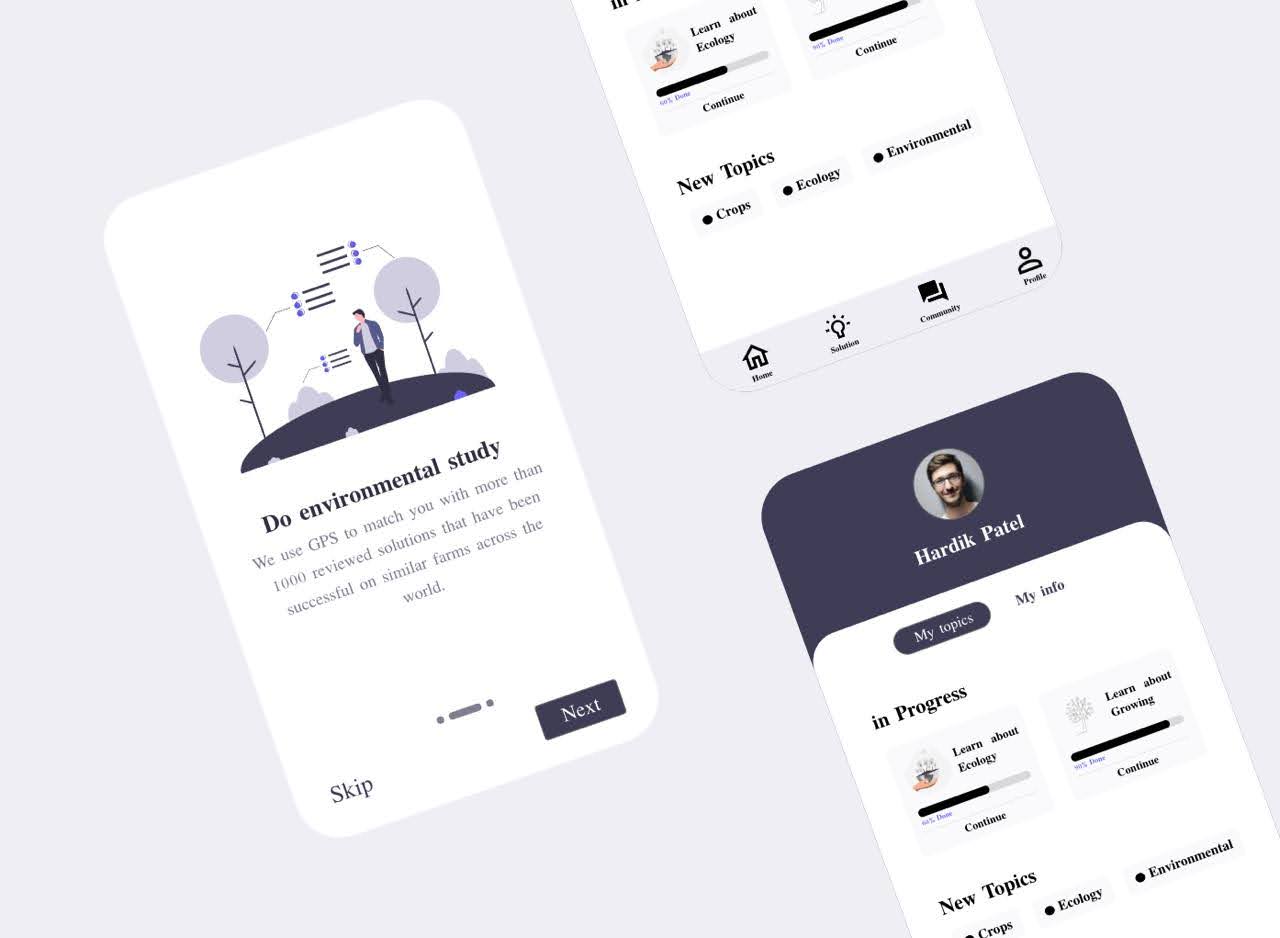 Do environmental study
We use GPS to match you with more than
1000 reviewed solutions that have been
successful on similar farms across the
world.
Next
Skip
in
Learn about
Ecology
60% Done
Continue
90% Done
Continue
New Topics
Crops
Ecology
Environmental
Home
Solution
Community
Profile
Hardik Patel
My topics
My info
in Progress
Learn about
Ecology
60% Done
Continue
Learn about
Growing
90% Done
Continue
New Topics
Crops
Ecology
Environmental